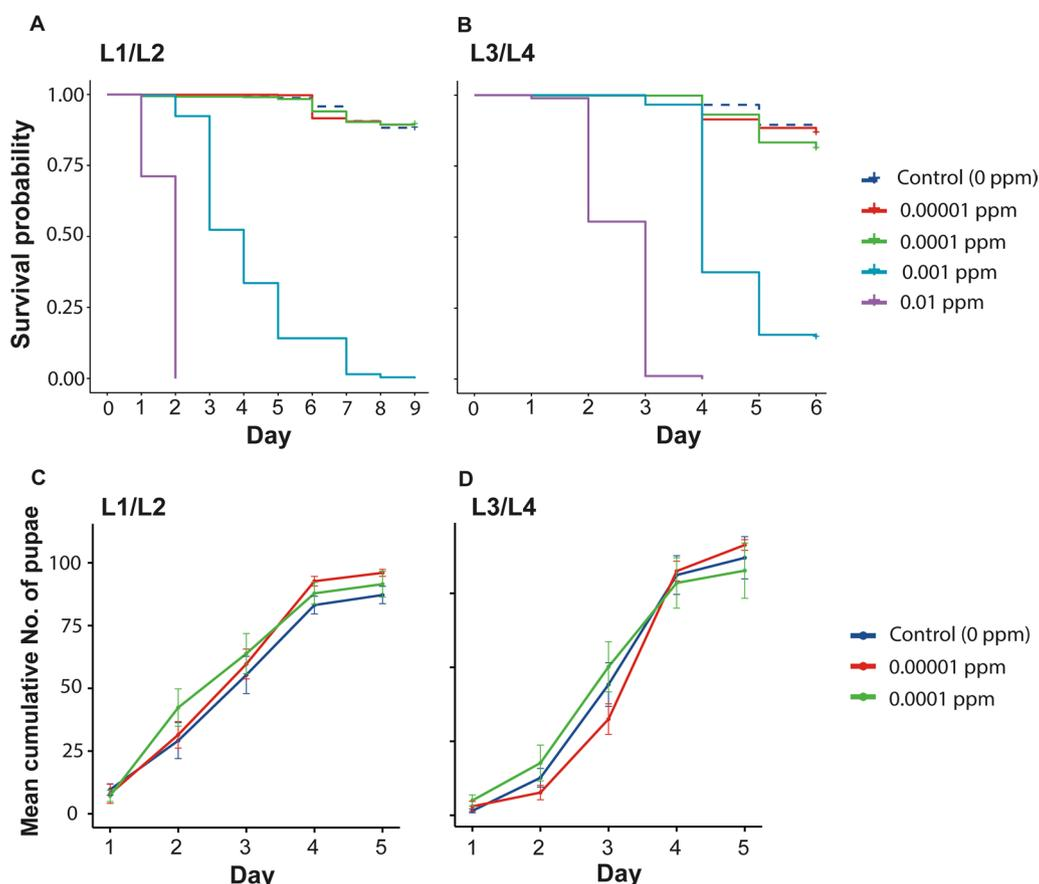 A
L1/L2
B
L3/L4
Survival probability
1.00
0.75
0.50
0.25
0.00
0 1 2 3 4 5 6 7 8 9
Day
0 1 2 3 4 5 6
Day
Control (0 ppm)
0.00001 ppm
0.0001 ppm
0.001 ppm
0.01 ppm
C
L1/L2
D
L3/L4
Mean cumulative No. of pupae
100
75
50
25
0
1 2 3 4 5
Day
1 2 3 4 5
Day
Control (0 ppm)
0.00001 ppm
0.0001 ppm